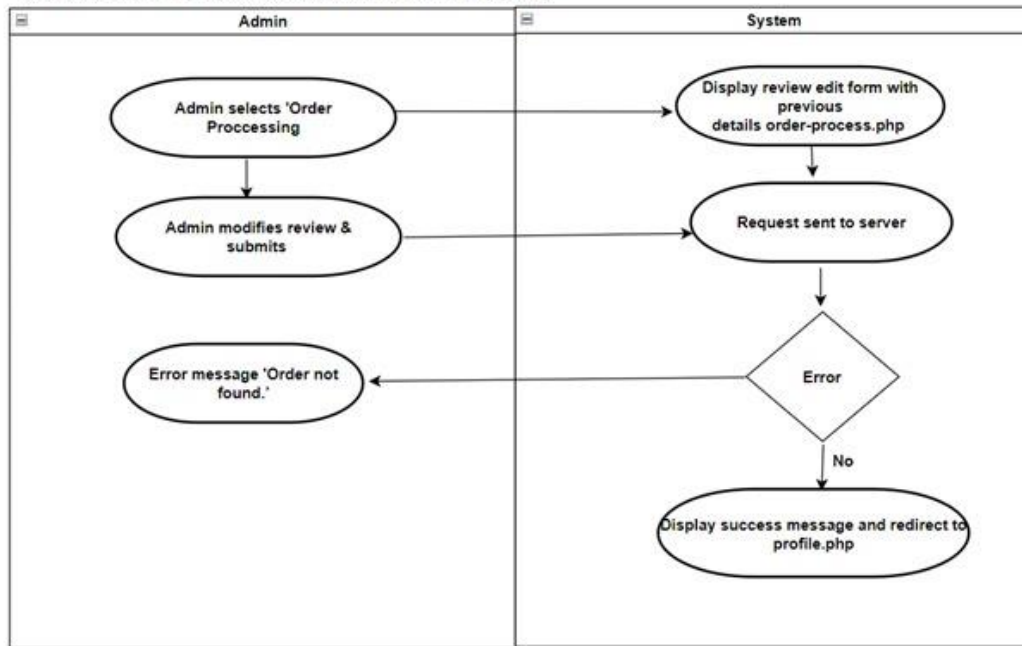 Admin
System
Admin selects 'Order
Proccessing
Display review edit form with
previous
details order-process.php
Admin modifies review &
submits
Request sent to server
Error message 'Order not
found.'
Error
No
Display success message and redirect to
profile.php